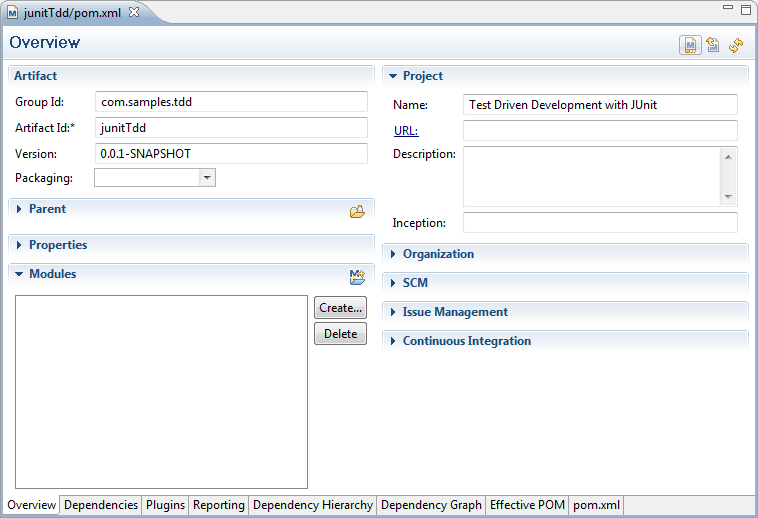 junitTdd/pom.xml
Overview
Artifact
Group Id: com.samples.tdd
Artifact Id:* junitTdd
Version: 0.0.1-SNAPSHOT
Packaging:
Parent
Properties
Modules
Create...
Delete
Project
Name: Test Driven Development with JUnit
URL:
Description:
Inception:
Organization
SCM
Issue Management
Continuous Integration
Overview Dependencies Plugins Reporting Dependency Hierarchy Dependency Graph Effective POM pom.xml